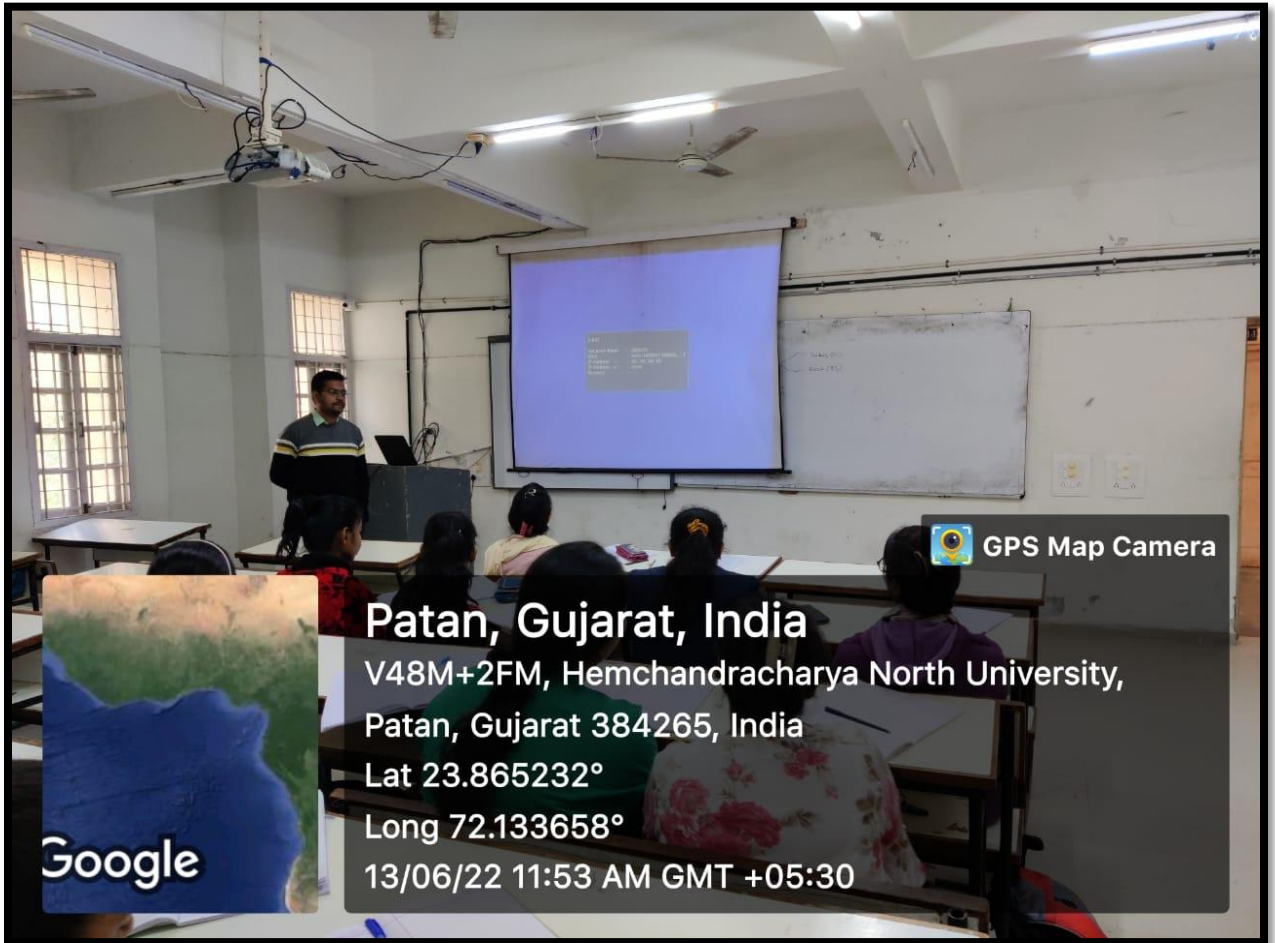 GPS Map Camera
Patan, Gujarat, India
V48M+2FM, Hemchandracharya North University,
Patan, Gujarat 384265, India
Lat 23.865232°
Long 72.133658°
13/06/22 11:53 AM GMT +05:30
Google